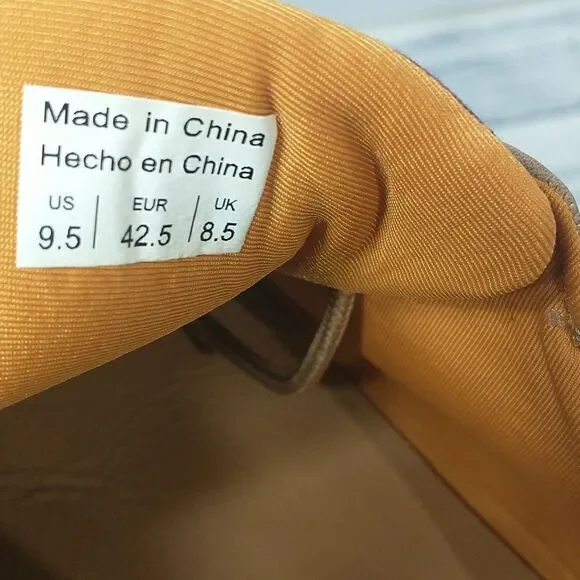 Made in China
Hecho en China
US EUR UK
9.5 42.5 8.5